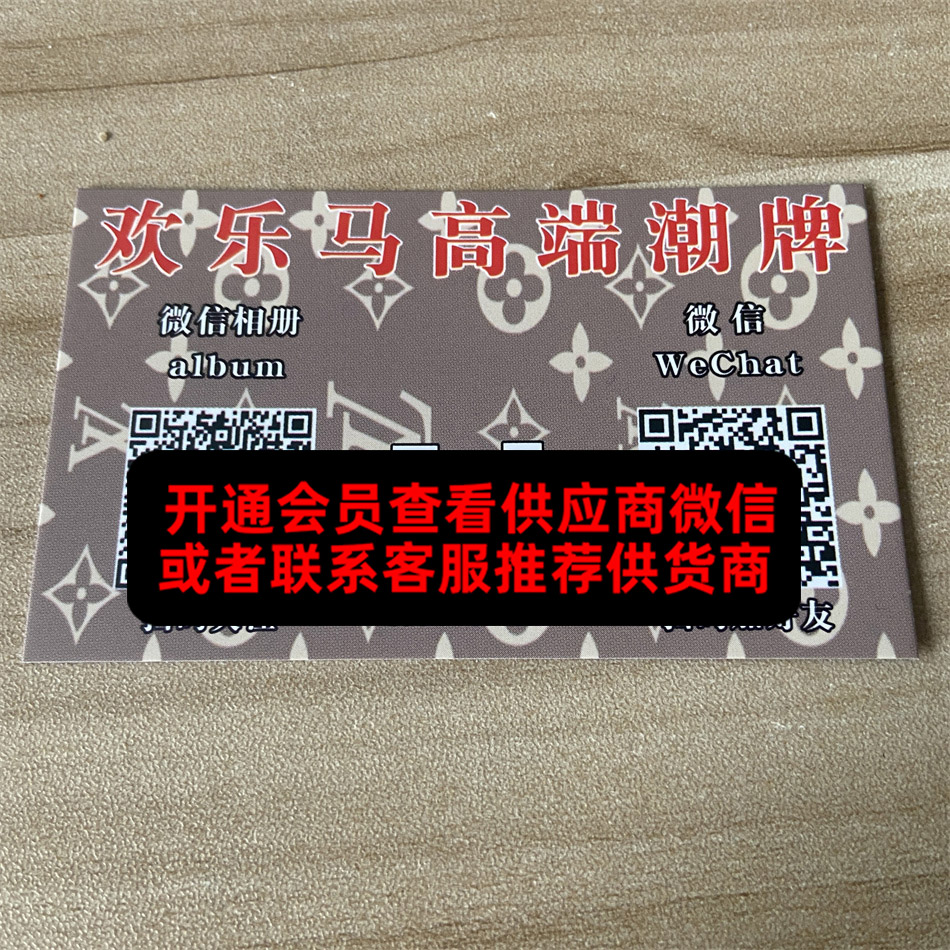 欢乐马高端潮牌
微信相册
album
微信
WeChat
开通会员查看供应商微信
或者联系客服推荐供货商